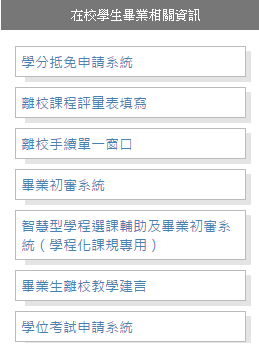 在校學生畢業相關資訊
學分抵免申請系統
離校課程評量表填寫
離校手續單一窗口
畢業初審系統
智慧型學程選課輔助及畢業初審系
統（學程化課規專用）
畢業生離校教學建言
學位考試申請系統